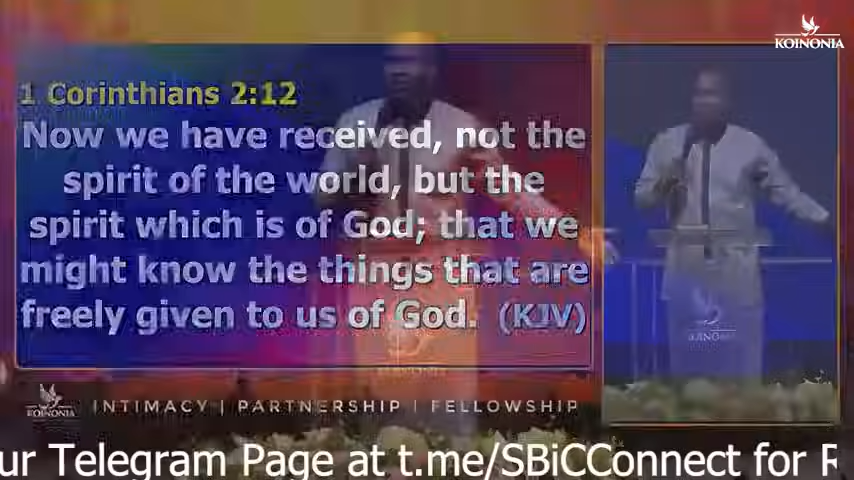 KOINONIA
1 Corinthians 2:12
Now we have received, not the
spirit of the world, but the
spirit which is of God; that we
might know the things that are
freely given to us of God. (KJV)
KOINONIA
INTIMACY | PARTNERSHIP | FELLOWSHIP
ur Telegram Page at t.me/SBiCConnect for